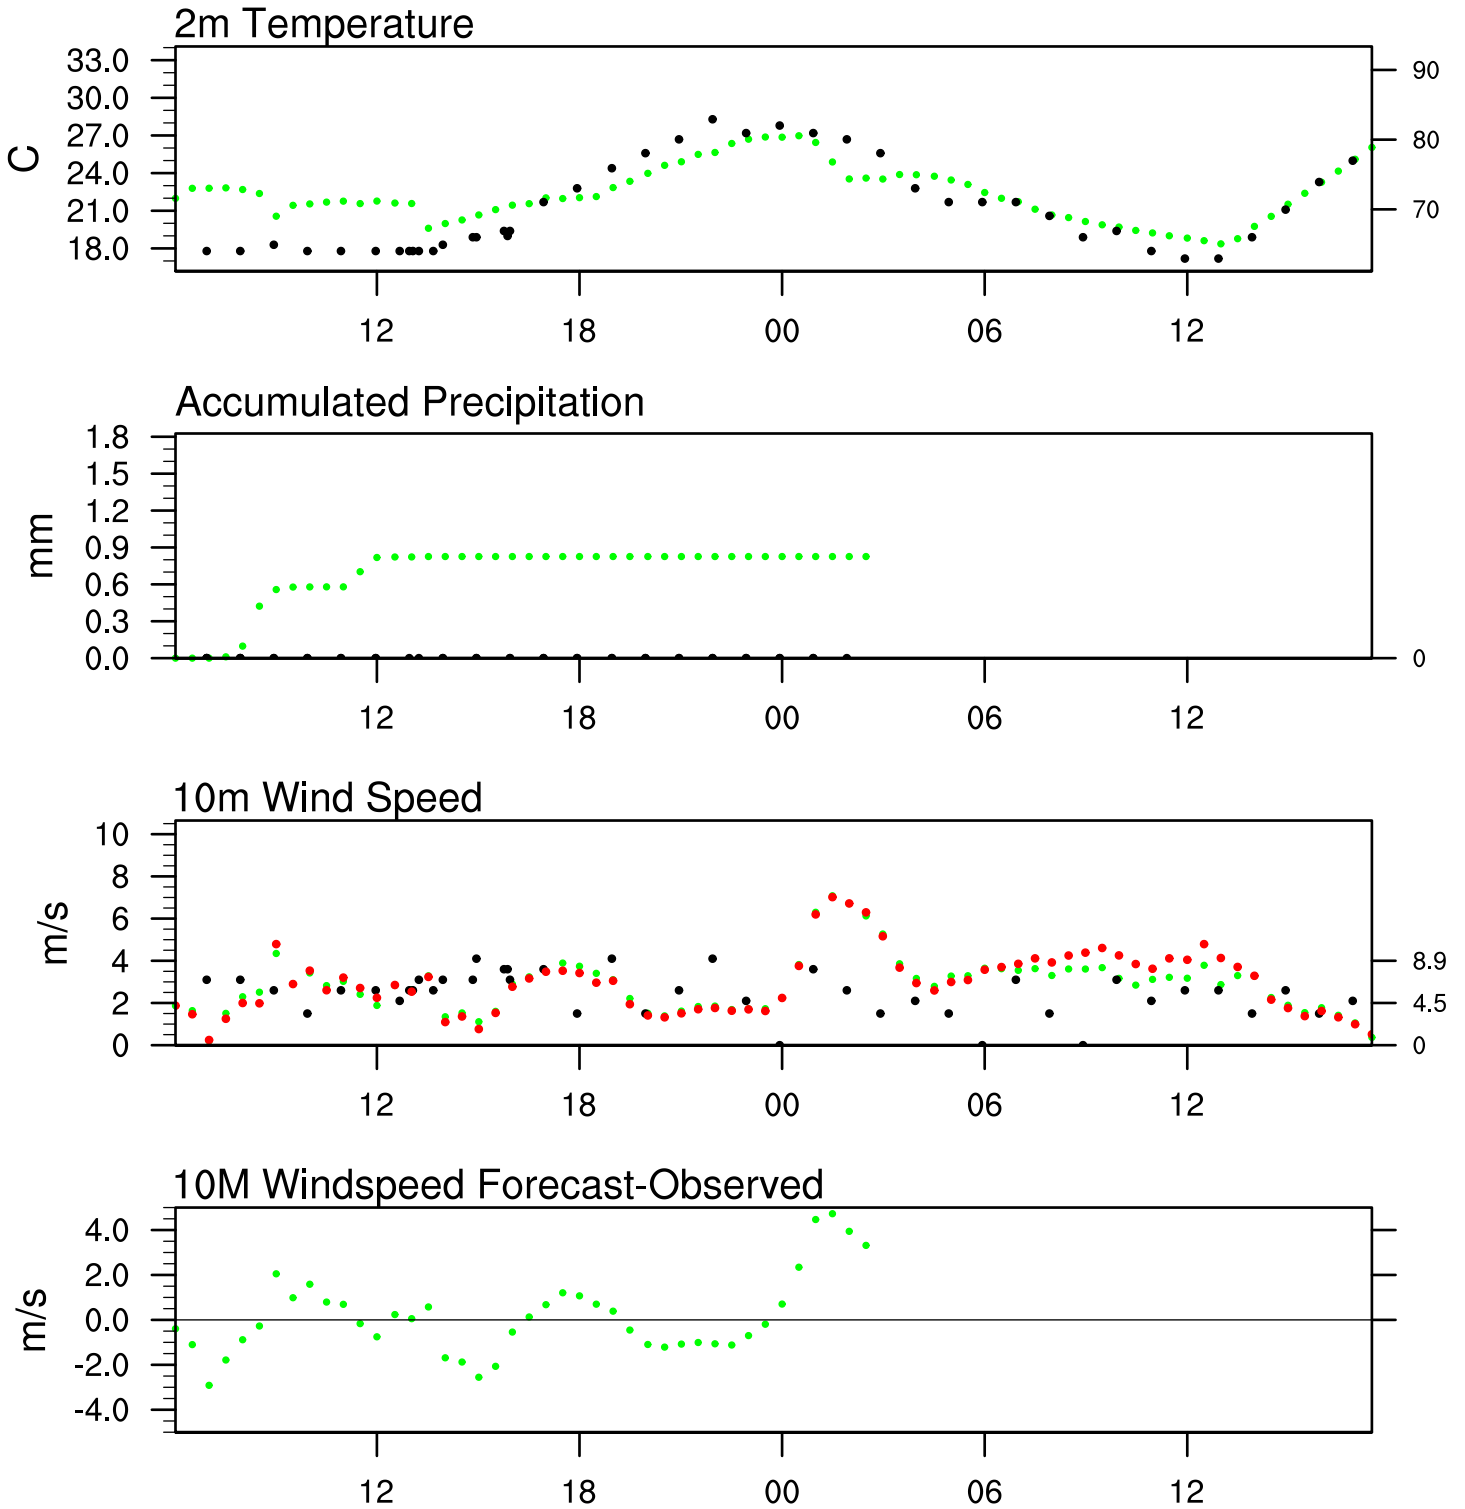 2m Temperature
33.0
30.0
27.0
24.0
21.0
18.0
C
90
80
70
12 18 00 06 12
Accumulated Precipitation
1.8
1.5
1.2
0.9
0.6
0.3
0.0
mm
0
12 18 00 06 12
10m Wind Speed
10
8
6
4
2
0
m/s
8.9
4.5
0
12 18 00 06 12
10M Windspeed Forecast-Observed
4.0
2.0
0.0
-2.0
-4.0
m/s
12 18 00 06 12